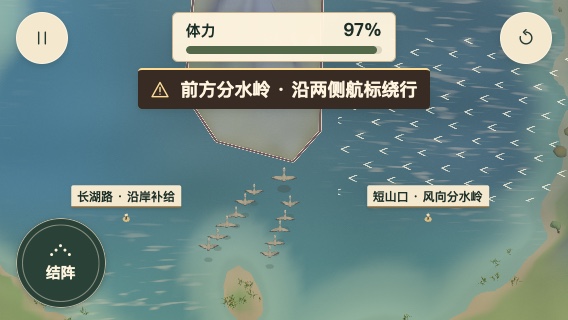 体力 97%
前方分水岭 · 沿两侧航标绕行
长湖路 · 沿岸补给
短山口 · 风向分水岭
结阵